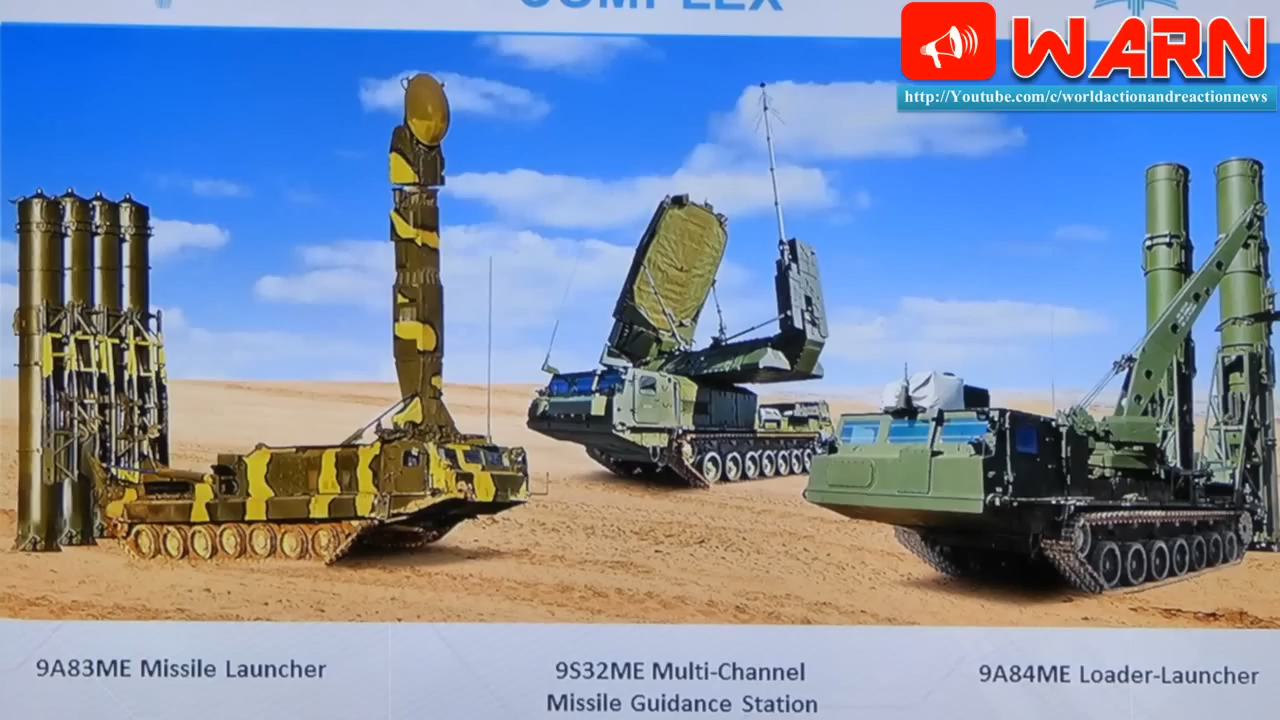 COMPLEX
WARN
http://Youtube.com/c/worldactionandreactionnews
9A83ME Missile Launcher
9S32ME Multi-Channel
Missile Guidance Station
9A84ME Loader-Launcher